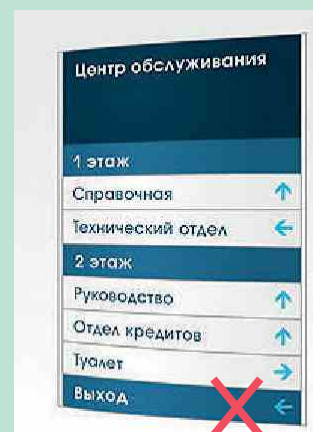 Центр обслуживания
1 этаж
Справочная ↑
Технический отдел ←
2 этаж
Руководство ↑
Отдел кредитов ↑
Туалет →
Выход ←